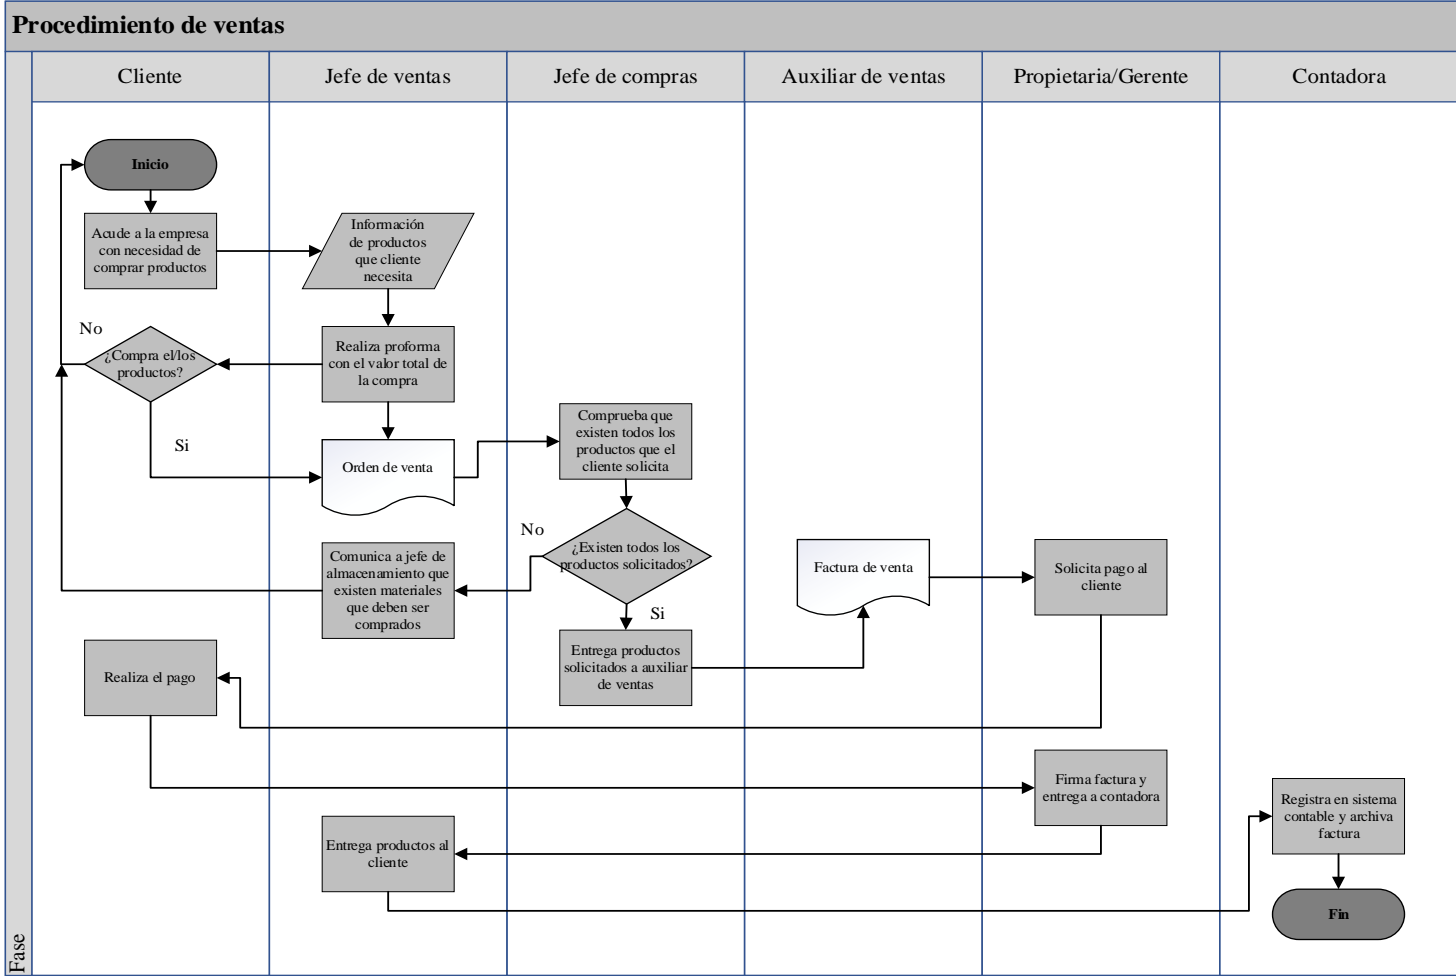 Procedimiento de ventas
Cliente
Jefe de ventas
Jefe de compras
Auxiliar de ventas
Propietaria/Gerente
Contadora
Fase
Inicio
Acude a la empresa
con necesidad de
comprar productos
Información
de productos
que cliente
necesita
No
¿Compra el/los
productos?
Realiza proforma
con el valor total de
la compra
Si
Orden de venta
Comprueba que
existen todos los
productos que el
cliente solicita
No
¿Existen todos los
productos solicitados?
Si
Comunica a jefe de
almacenamiento que
existen materiales
que deben ser
comprados
Factura de venta
Solicita pago al
cliente
Entrega productos
solicitados a auxiliar
de ventas
Realiza el pago
Firma factura y
entrega a contadora
Registra en sistema
contable y archiva
factura
Entrega productos al
cliente
Fin